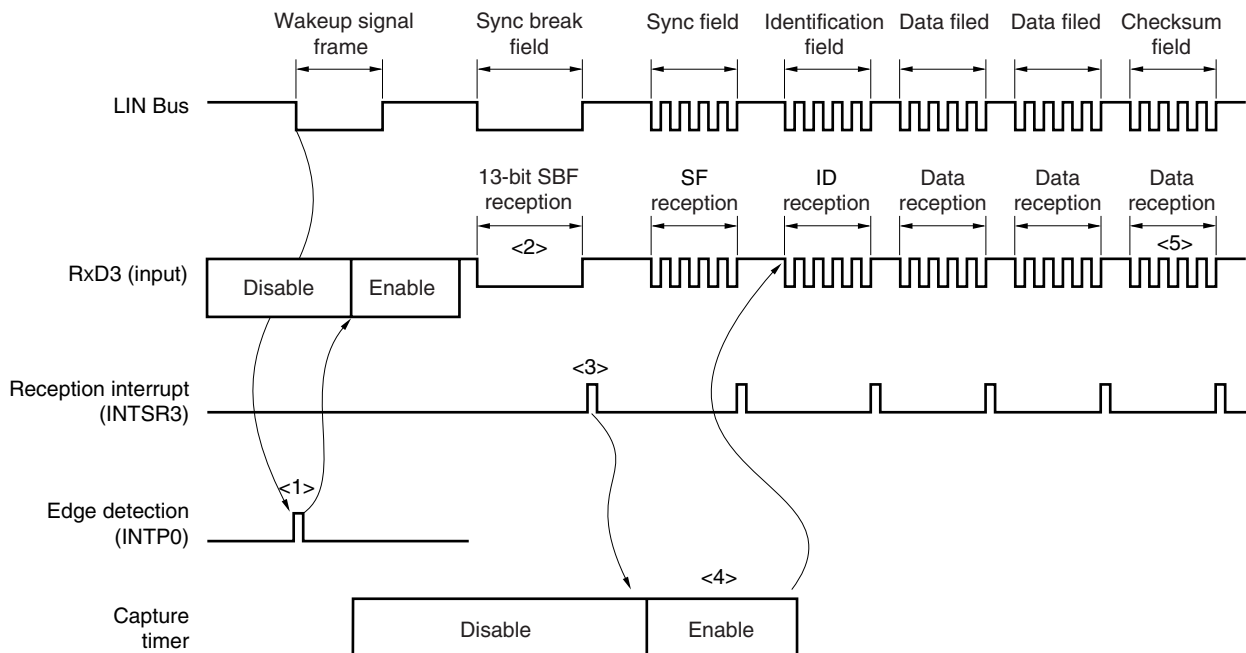 Wakeup signal
frame
Sync break
field
Sync field
Identification
field
Data filed
Data filed
Checksum
field
LIN Bus
13-bit SBF
reception
SF
reception
ID
reception
Data
reception
Data
reception
Data
reception
<2>
<5>
RxD3 (input)
Disable
Enable
<3>
Reception interrupt
(INTSR3)
<1>
Edge detection
(INTP0)
<4>
Capture
timer
Disable
Enable